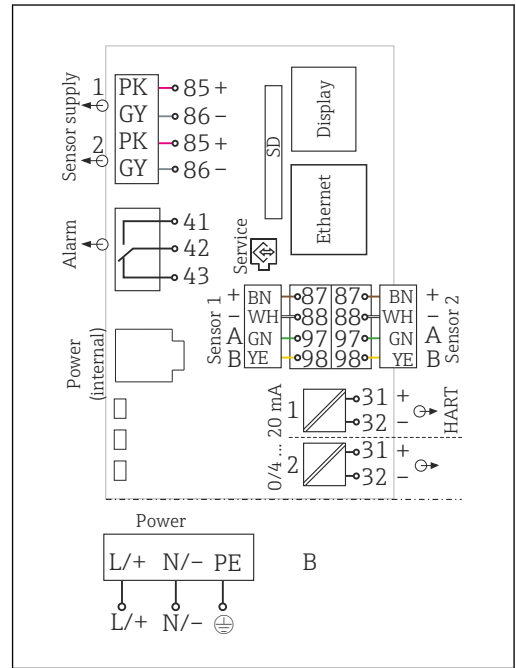 Sensor supply
1 PK 85 +
GY 86 -
2 PK 85 +
GY 86 -
Display
SD
Ethernet
Alarm
41
42
43
Service
Sensor 1
+ BN 87 87 BN +
- WH 88 88 WH -
A GN 97 97 GN A
B YE 98 98 YE B
Sensor 2
Power
(internal)
0/4 ... 20 mA
1 31 +
32 -
HART
2 31 +
32 -
Power
L/+ N/- PE
B
L/+ N/-